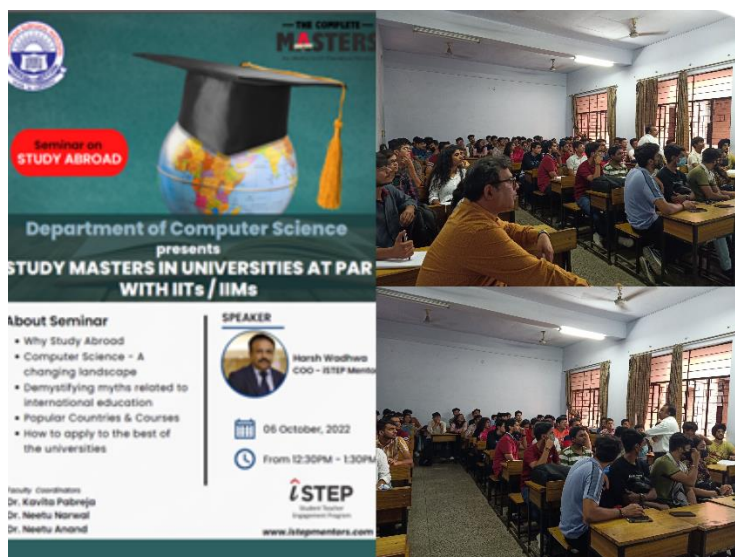 THE COMPLETE
MASTERS
Seminar on
STUDY ABROAD
Department of Computer Science
presents
STUDY MASTERS IN UNIVERSITIES AT PAR
WITH IITs / IIMs
About Seminar
• Why Study Abroad
• Computer Science - A
changing landscape
• Demystifying myths related to
international education
• Popular Countries & Courses
• How to apply to the best of
the universities
Faculty Coordinators
Dr. Kavita Pabreja
Dr. Neetu Narwal
Dr. Neetu Anand
SPEAKER
Harsh Wadhwa
COO - iSTEP Mentor
06 October, 2022
From 12:30PM - 1:30PM
iSTEP
Student Teacher
Engagement Program
www.istepmentors.com